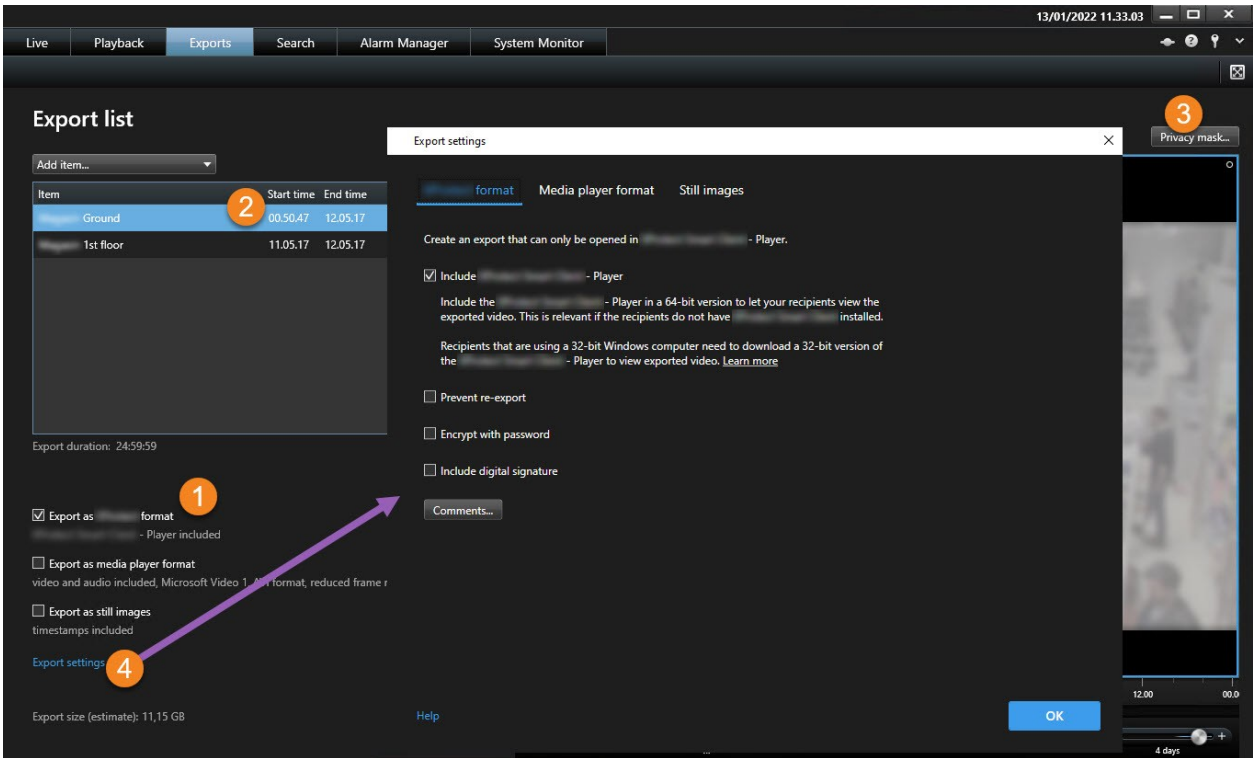 13/01/2022 11.33.03
Live Playback Exports Search Alarm Manager System Monitor
Export list
3
Privacy mask...
Export settings
Add item...
Item Start time End time
2
Ground 00.50.47 12.05.17
1st floor 11.05.17 12.05.17
format Media player format Still images
Create an export that can only be opened in - Player.
Include - Player
Include the - Player in a 64-bit version to let your recipients view the
exported video. This is relevant if the recipients do not have installed.
Recipients that are using a 32-bit Windows computer need to download a 32-bit version of
the - Player to view exported video. Learn more
Prevent re-export
Encrypt with password
Include digital signature
Comments...
Export duration: 24:59:59
1
Export as format
- Player included
Export as media player format
video and audio included, Microsoft Video 1, format, reduced frame
Export as still images
timestamps included
Export settings
4
Export size (estimate): 11,15 GB
Help
OK
12.00 00.0
4 days